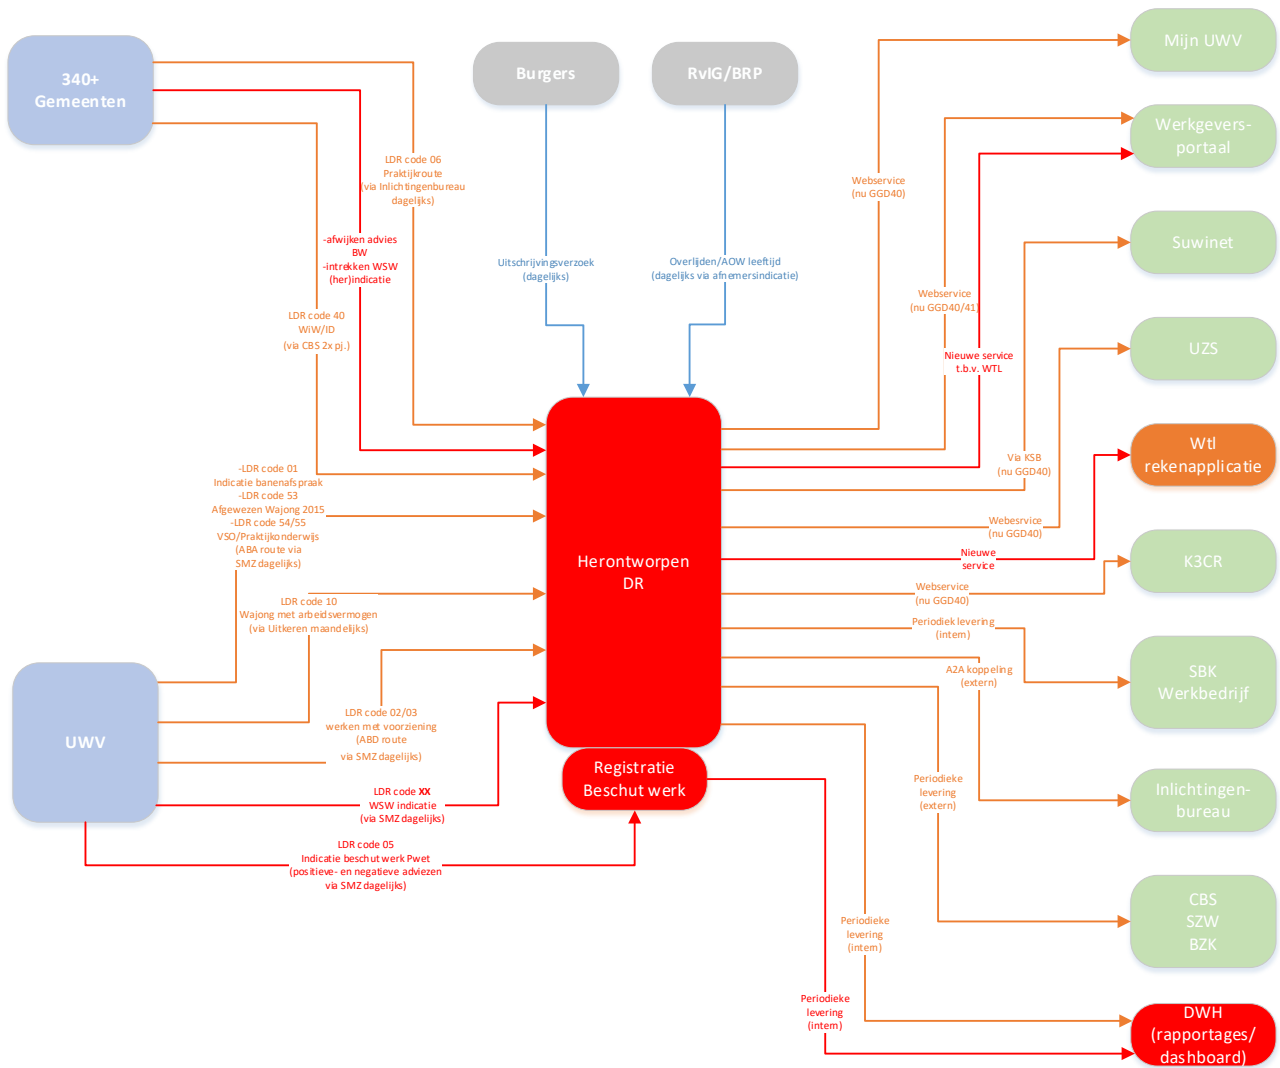 340+
Gemeenten
Burgers
RvIG/BRP
Mijn UWV
Werkgevers-
portaal
Suwinet
UZS
Wtl
rekenapplicatie
K3CR
SBK
Werkbedrijf
Inlichtingen-
bureau
CBS
SZW
BZK
DWH
(rapportages/
dashboard)
LDR code 06
Praktijkroute
(via Inlichtingenbureau
dagelijks)
-afwijken advies
BW
-intrekken WSW
(her)indicatie
LDR code 40
WiW/ID
(via CBS 2x pj.)
Uitschrijvingsverzoek
(dagelijks)
Overlijden/AOW leeftijd
(dagelijks via afnemersindicatie)
-LDR code 01
Indicatie banenafspraak
-LDR code 53
Afgewezen Wajong 2015
-LDR code 54/55
VSO/Praktijkonderwijs
(ABA route via
SMZ dagelijks)
LDR code 10
Wajong met arbeidsvermogen
(via Uitkeren maandelijks)
UWV
LDR code 02/03
werken met voorziening
(ABD route
via SMZ dagelijks)
LDR code XX
WSW indicatie
(via SMZ dagelijks)
LDR code 05
Indicatie beschut werk Pwet
(positieve- en negatieve adviezen
via SMZ dagelijks)
Herontworpen
DR
Registratie
Beschut werk
Webservice
(nu GGD40)
Webservice
(nu GGD40/41)
Nieuwe service
t.b.v. WTL
Via KSB
(nu GGD40)
Webesrvice
(nu GGD40)
Nieuwe
service
Webservice
(nu GGD40)
Periodiek levering
(intern)
A2A koppeling
(extern)
Periodieke
levering
(extern)
Periodieke
levering
(intern)
Periodieke
levering
(intern)